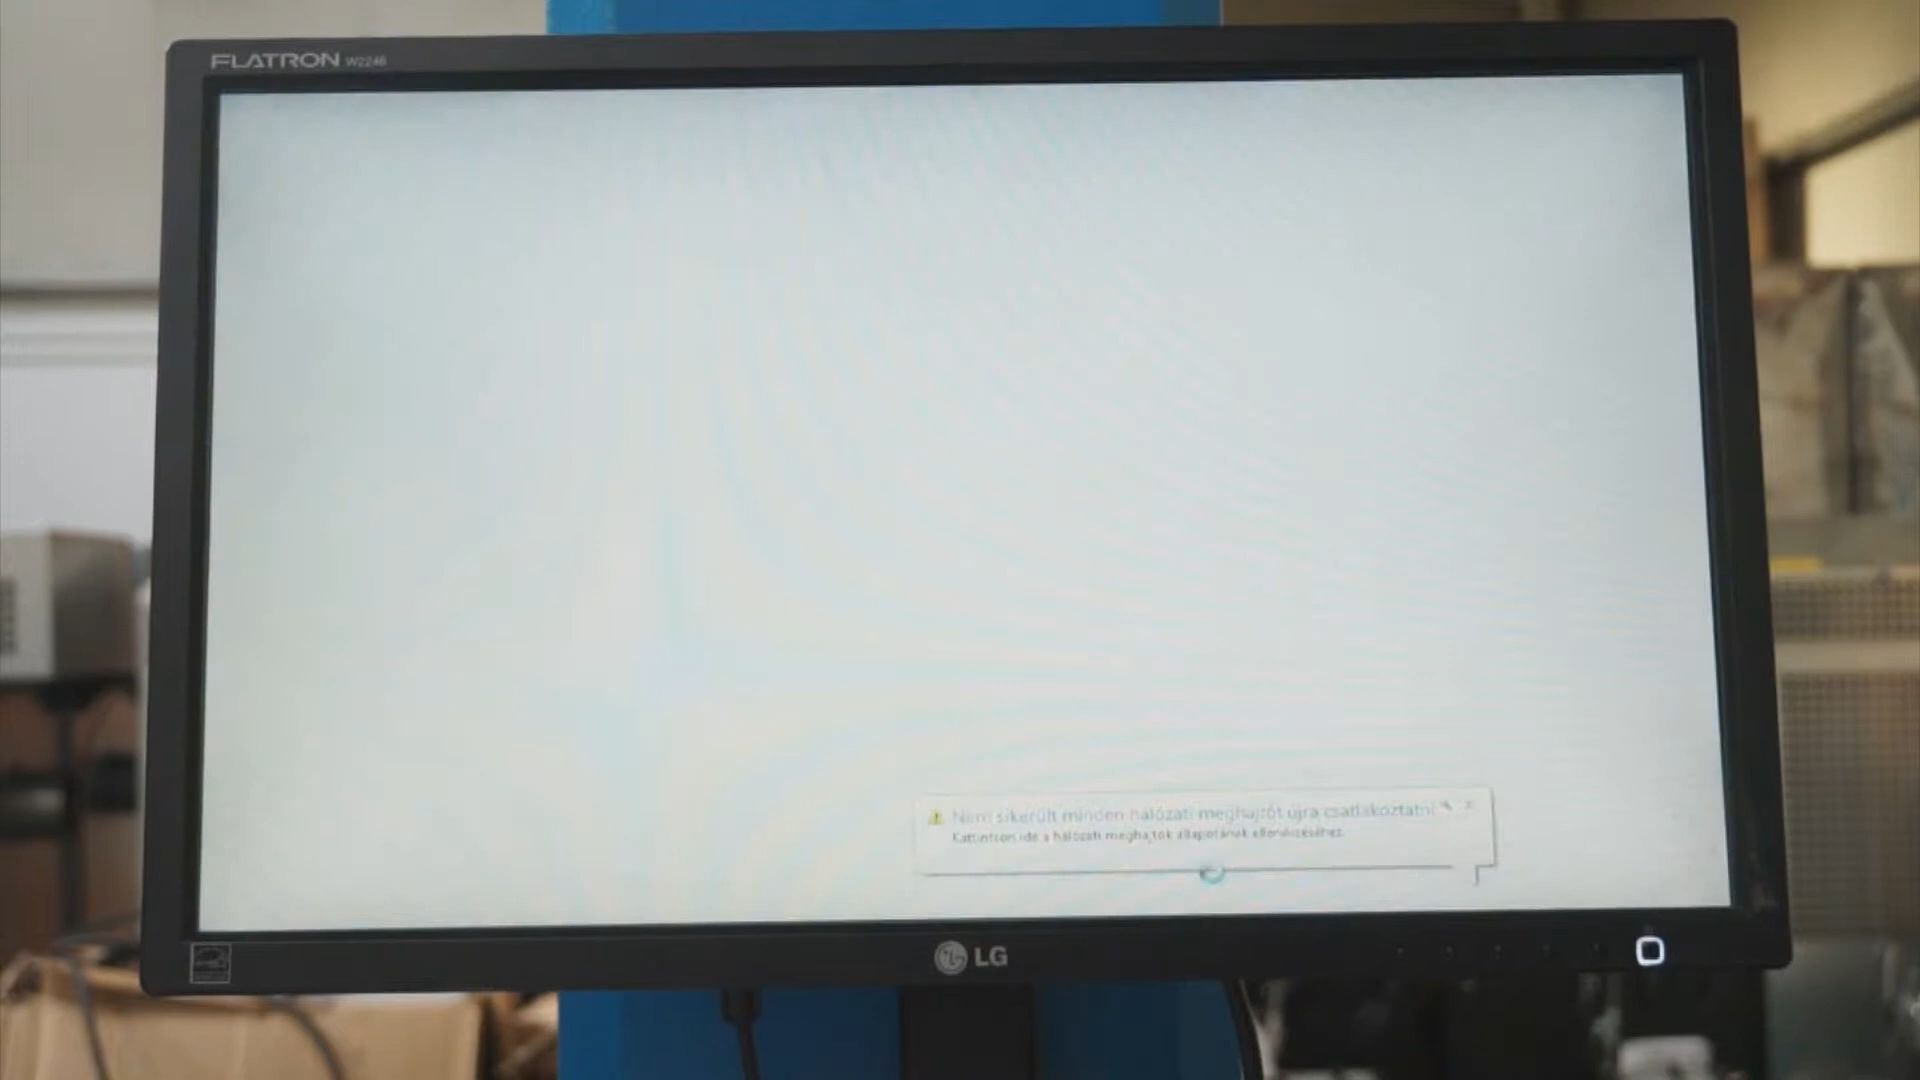 FLATRON W2246
Nem sikerült minden hálózati meghajtót újra csatlakoztatni
Kattintson ide a hálózati meghajtók állapotának ellenőrzéséhez.
LG